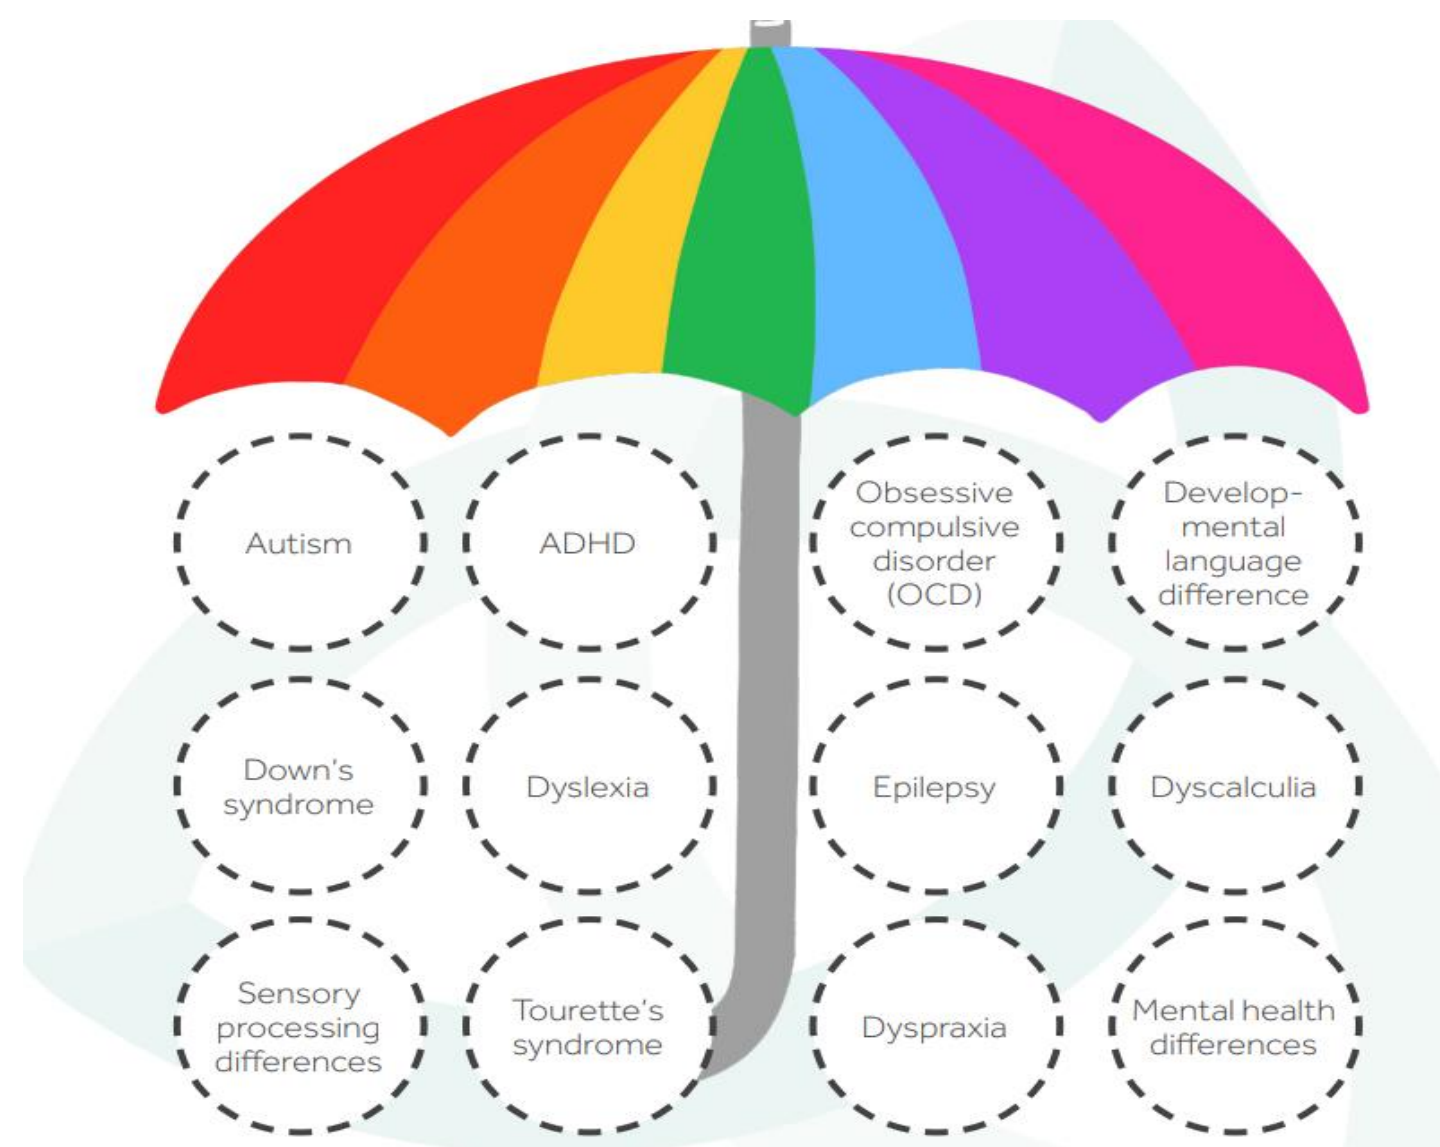 Autism
ADHD
Obsessive
compulsive
disorder
(OCD)
Develop-
mental
language
difference
Down's
syndrome
Dyslexia
Epilepsy
Dyscalculia
Sensory
processing
differences
Tourette's
syndrome
Dyspraxia
Mental health
differences